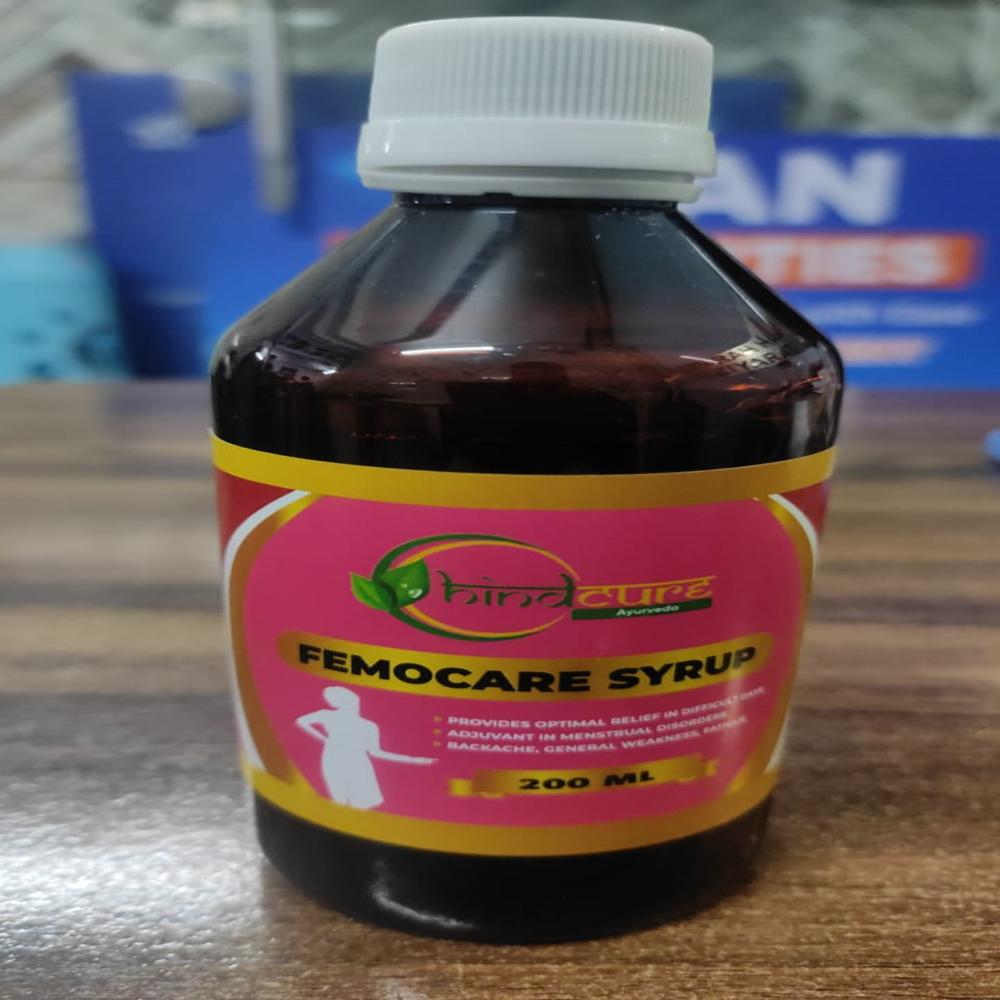 AN
TIES
hindcure
Ayurveda
FEMOCARE SYRUP
PROVIDES OPTIMAL RELIEF IN DIFFICULT DAYS
ADJUVANT IN MENSTRUAL DISORDERS
BACKACHE, GENERAL WEAKNESS, FATIGUE
200 ML